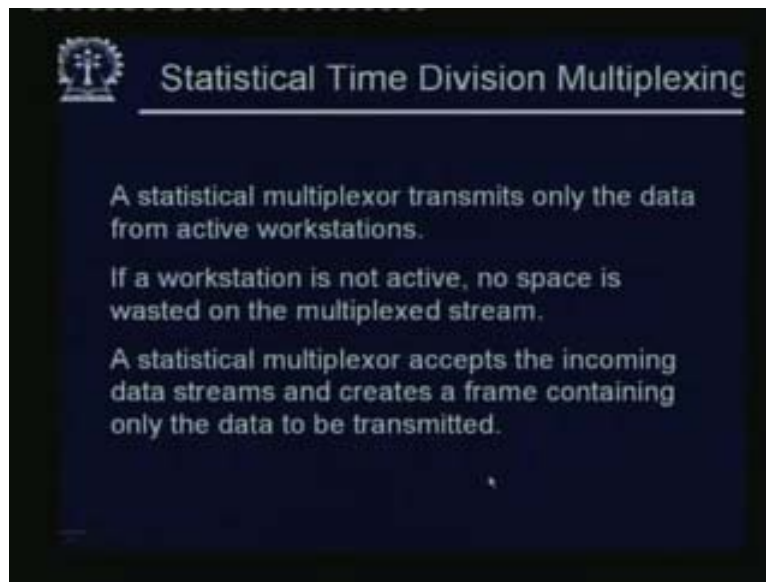 Statistical Time Division Multiplexing
A statistical multiplexor transmits only the data
from active workstations.
If a workstation is not active, no space is
wasted on the multiplexed stream.
A statistical multiplexor accepts the incoming
data streams and creates a frame containing
only the data to be transmitted.